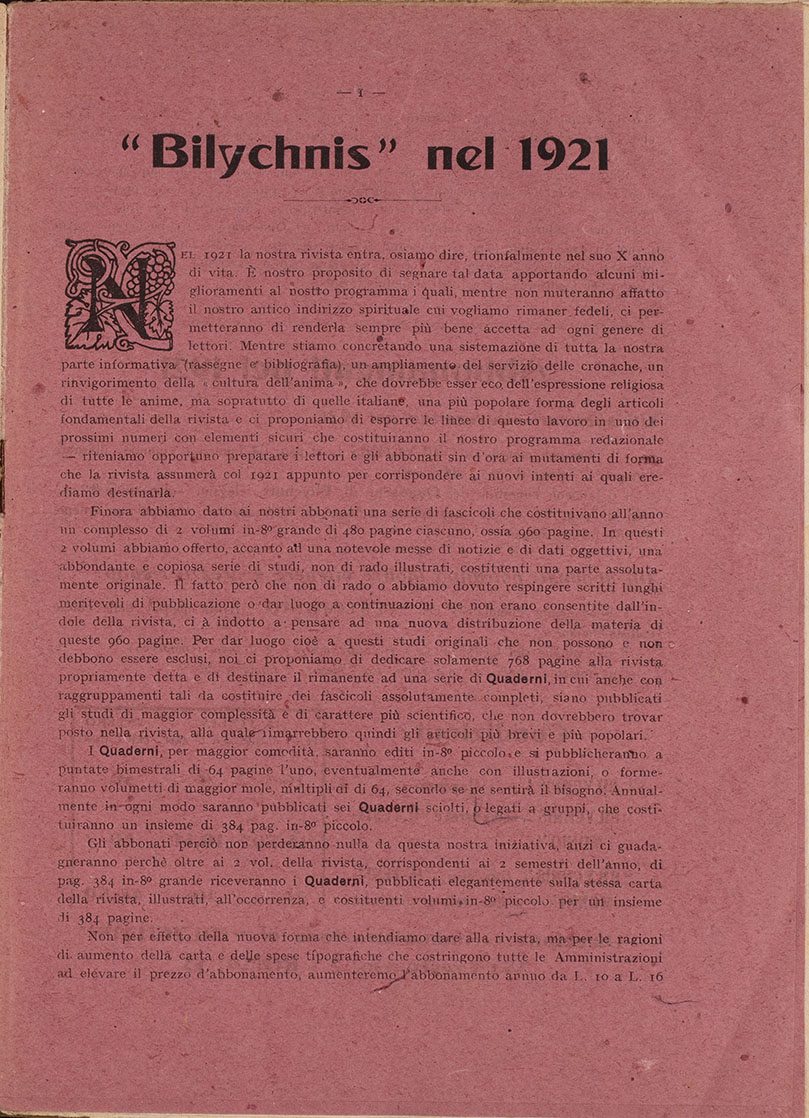 — 1 —
“Bilychnis” nel 1921
NEL 1921 la nostra rivista entra, osiamo dire, trionfalmente nel suo X anno
di vita. È nostro proposito di segnare tal data apportando alcuni mi-
glioramenti al nostto programma i quali, mentre non muteranno affatto
il nostro antico indirizzo spirituale cui vogliamo rimaner fedeli, ci per-
metteranno di renderla sempre più bene accetta ad ogni genere di
lettori. Mentre stiamo concretando una sistemazione di tutta la nostra
parte informativa (rassegne e bibliografia), un ampliamento del servizio delle cronache, un
rinvigorimento della « cultura dell'anima », che dovrebbe esser eco dell'espressione religiosa
di tutte le anime, ma sopratutto di quelle italiane, una più popolare forma degli articoli
fondamentali della rivista e ci proponiamo di esporre le linee di questo lavoro in uno dei
prossimi numeri con elementi sicuri che costituiranno il nostro programma redazionale
— riteniamo opportuno preparare i lettori e gli abbonati sin d'ora ai mutamenti di forma
che la rivista assumerà col 1921 appunto per corrispondere ai nuovi intenti ai quali cre-
diamo destinarla.
Finora abbiamo dato ai nostri abbonati una serie di fascicoli che costituivano all'anno
un complesso di 2 volumi in-8º grande di 480 pagine ciascuno, ossia 960 pagine. In questi
2 volumi abbiamo offerto, accanto ad una notevole messe di notizie e di dati oggettivi, una
abbondante e copiosa serie di studi, non di rado illustrati, costituenti una parte assoluta-
mente originale. Il fatto però che non di rado o abbiamo dovuto respingere scritti lunghi
meritevoli di pubblicazione o dar luogo a continuazioni che non erano consentite dall'in-
dole della rivista, ci à indotto a pensare ad una nuova distribuzione della materia di
queste 960 pagine. Per dar luogo cioè a questi studi originali che non possono e non
debbono essere esclusi, noi ci proponiamo di dedicare solamente 768 pagine alla rivista
propriamente detta e di destinare il rimanente ad una serie di Quaderni, in cui anche con
raggruppamenti tali da costituire dei fascicoli assolutamente completi, siano pubblicati
gli studi di maggior complessità e di carattere più scientifico, che non dovrebbero trovar
posto nella rivista, alla quale rimarrebbero quindi gli articoli più brevi e più popolari.
I Quaderni, per maggior comodità, saranno editi in-8º piccolo e si pubblicheranno a
puntate bimestrali di 64 pagine l'uno, eventualmente anche con illustrazioni, o forme-
ranno volumetti di maggior mole, multipli di 64, secondo se ne sentirà il bisogno. Annual-
mente in ogni modo saranno pubblicati sei Quaderni sciolti, o legati a gruppi, che costi-
tuiranno un insieme di 384 pag. in-8º piccolo.
Gli abbonati perciò non perderanno nulla da questa nostra iniziativa, anzi ci guada-
gneranno perchè oltre ai 2 vol. della rivista, corrispondenti ai 2 semestri dell'anno, di
pag. 384 in-8º grande riceveranno i Quaderni, pubblicati elegantemente sulla stessa carta
della rivista, illustrati, all'occorrenza, e costituenti volumi in-8º piccolo per un insieme
di 384 pagine.
Non per effetto della nuova forma che intendiamo dare alla rivista, ma per le ragioni
di aumento della carta e delle spese tipografiche che costringono tutte le Amministrazioni
ad elevare il prezzo d'abbonamento, aumenteremo l'abbonamento annuo da L. 10 a L. 16